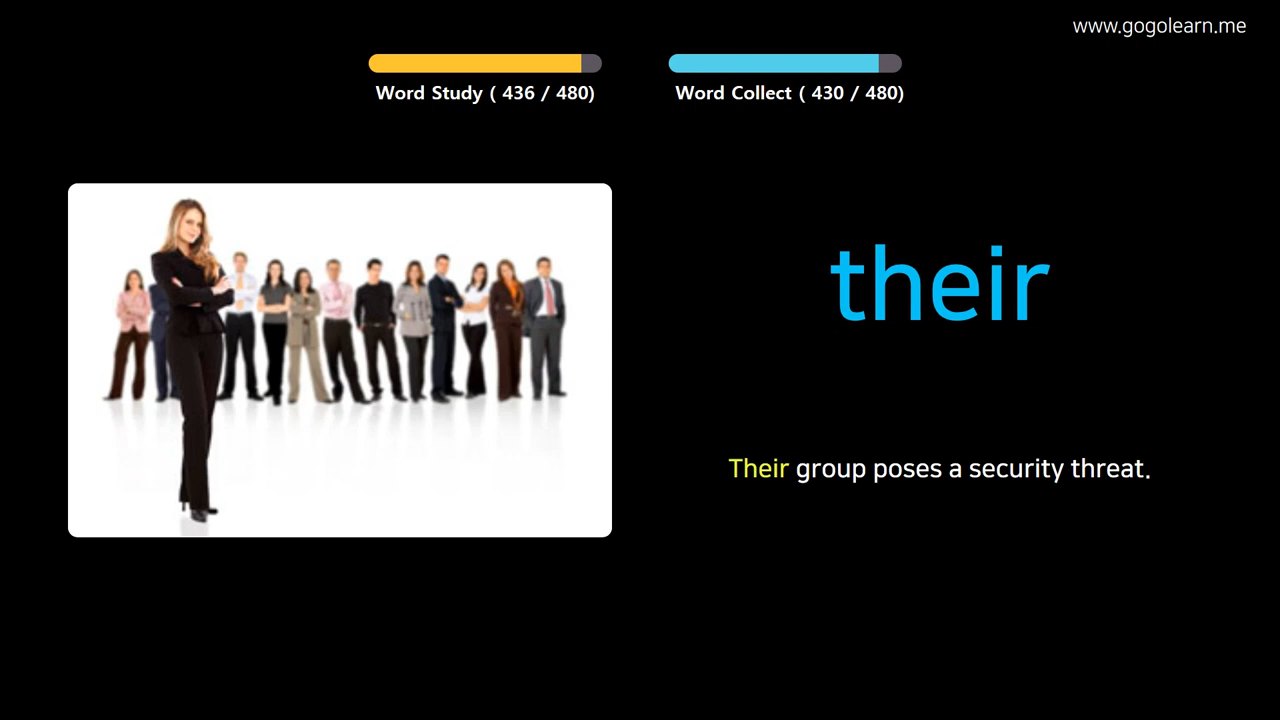 www.gogolearn.me
Word Study ( 436 / 480)
Word Collect ( 430 / 480)
their
Their group poses a security threat.